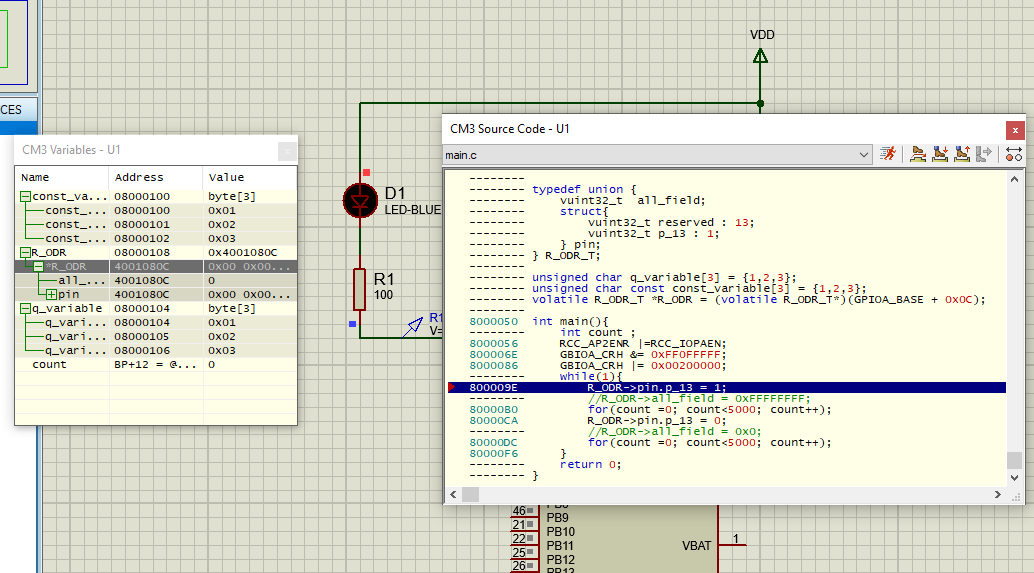 VDD
CES
CM3 Variables - U1
Name Address Value
const_va... 08000100 byte[3]
const_... 08000100 0x01
const_... 08000101 0x02
const_... 08000102 0x03
R_ODR 08000108 0x4001080C
*R_ODR 4001080C 0x00 0x00...
all_... 4001080C 0
pin 4001080C 0x00 0x00...
q_variable 08000104 byte[3]
q_vari... 08000104 0x01
q_vari... 08000105 0x02
q_vari... 08000106 0x03
count BP+12 = @... 0
D1
LED-BLUE
R1
100
R1
V=
CM3 Source Code - U1
main.c
-------- typedef union {
-------- vuint32_t all_field;
-------- struct{
-------- vuint32_t reserved : 13;
-------- vuint32_t p_13 : 1;
-------- } pin;
-------- } R_ODR_T;
--------
-------- unsigned char q_variable[3] = {1,2,3};
-------- unsigned char const const_variable[3] = {1,2,3};
-------- volatile R_ODR_T *R_ODR = (volatile R_ODR_T*)(GPIOA_BASE + 0x0C);
--------
8000050 int main(){
-------- int count ;
8000056 RCC_AP2ENR |=RCC_IOPAEN;
800006E GBIOA_CRH &= 0xFF0FFFFF;
8000086 GBIOA_CRH |= 0x00200000;
-------- while(1){
800009E R_ODR->pin.p_13 = 1;
-------- //R_ODR->all_field = 0xFFFFFFFF;
80000B0 for(count =0; count<5000; count++);
80000CA R_ODR->pin.p_13 = 0;
-------- //R_ODR->all_field = 0x0;
80000DC for(count =0; count<5000; count++);
80000F6 }
-------- return 0;
-------- }
46 PB8
21 PB9
22 PB10
25 PB11
26 PB12
PB13
VBAT 1